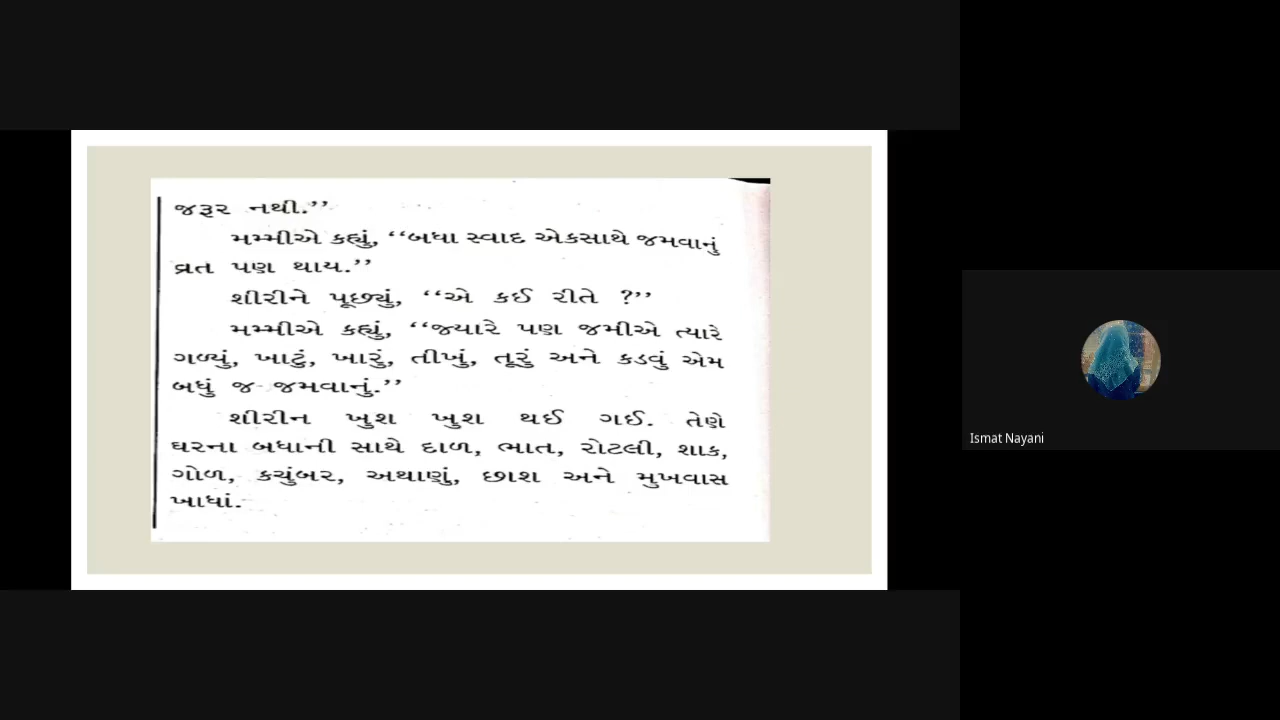 જરૂર નથી.’’
મમ્મીએ કહ્યું, ‘‘બધા સ્વાદ એકસાથે જમવાનું
વ્રત પણ થાય.’’
શીરીને પૂછ્યું, ‘‘એ કઈ રીતે ?’’
મમ્મીએ કહ્યું, ‘‘જ્યારે પણ જમીએ ત્યારે
ગળ્યું, ખાટું, ખારું, તીખું, તૂરું અને કડવું એમ
બધું જ જમવાનું.’’
શીરીન ખુશ ખુશ થઈ ગઈ. તેણે
ઘરના બધાની સાથે દાળ, ભાત, રોટલી, શાક,
ગોળ, કચુંબર, અથાણું, છાશ અને મુખવાસ
ખાધાં.
Ismat Nayani